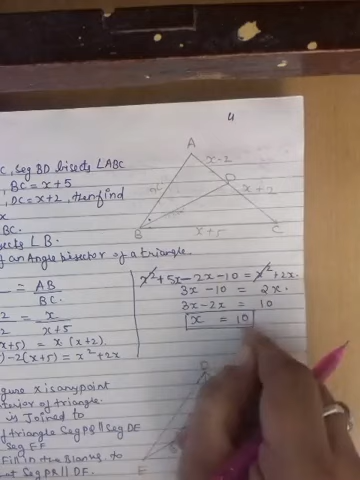 4
C, Seg BD bisects ∠ABC
BC = x+5
DC = x+2, then find
x
BC.
sects ∠B.
of an Angle bisector of a triangle.
= AB
BC.
2 = x
2 x+5
x+5) = x. (x+2)
)-2(x+5) = x²+2x
A
x-2
D
x+2
x
B
x+5
C
x²+5x-2x-10 = x²+2x.
3x-10 = 2x.
3x-2x = 10
x = 10
gure x is any point
terior of triangle.
is Joined to
f triangle Seg PQ || Seg DE
Seg EF
Fill in the Blanks to
at Seg PR || DF.
E